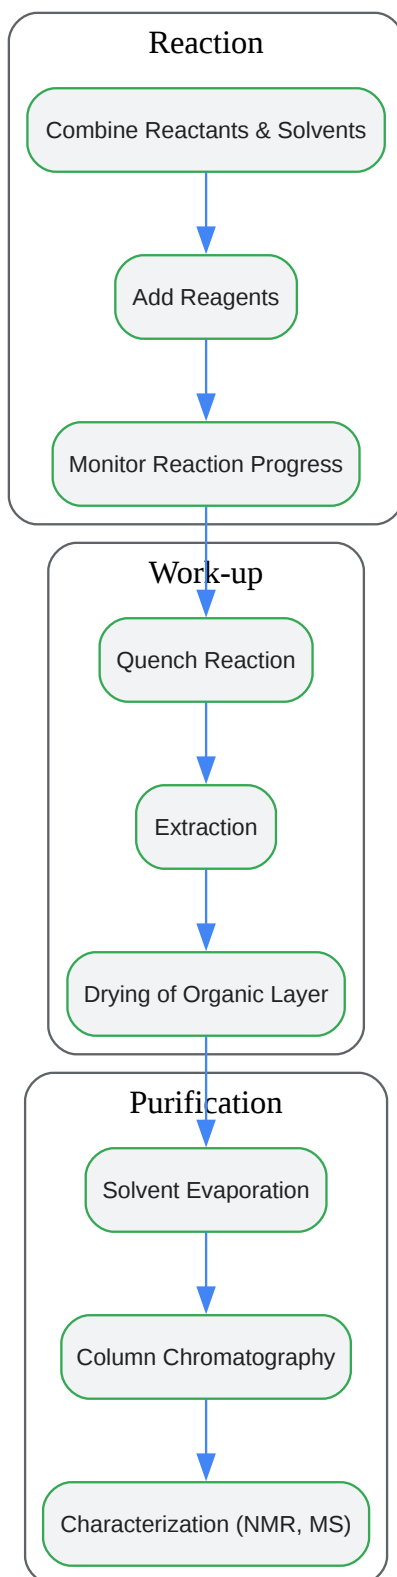 Reaction
Combine Reactants & Solvents
Add Reagents
Monitor Reaction Progress
Work-up
Quench Reaction
Extraction
Drying of Organic Layer
Purification
Solvent Evaporation
Column Chromatography
Characterization (NMR, MS)